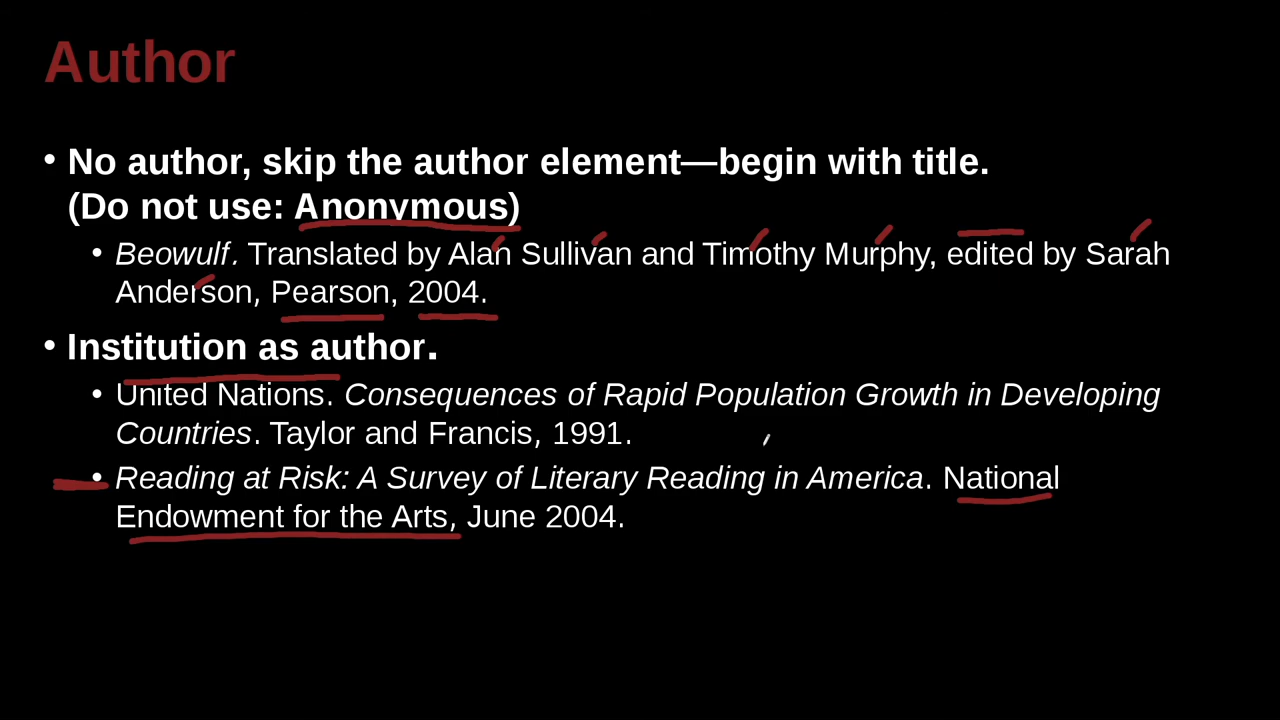 Author
• No author, skip the author element—begin with title.
(Do not use: Anonymous)
• Beowulf. Translated by Alan Sullivan and Timothy Murphy, edited by Sarah
Anderson, Pearson, 2004.
• Institution as author.
• United Nations. Consequences of Rapid Population Growth in Developing
Countries. Taylor and Francis, 1991.
• Reading at Risk: A Survey of Literary Reading in America. National
Endowment for the Arts, June 2004.